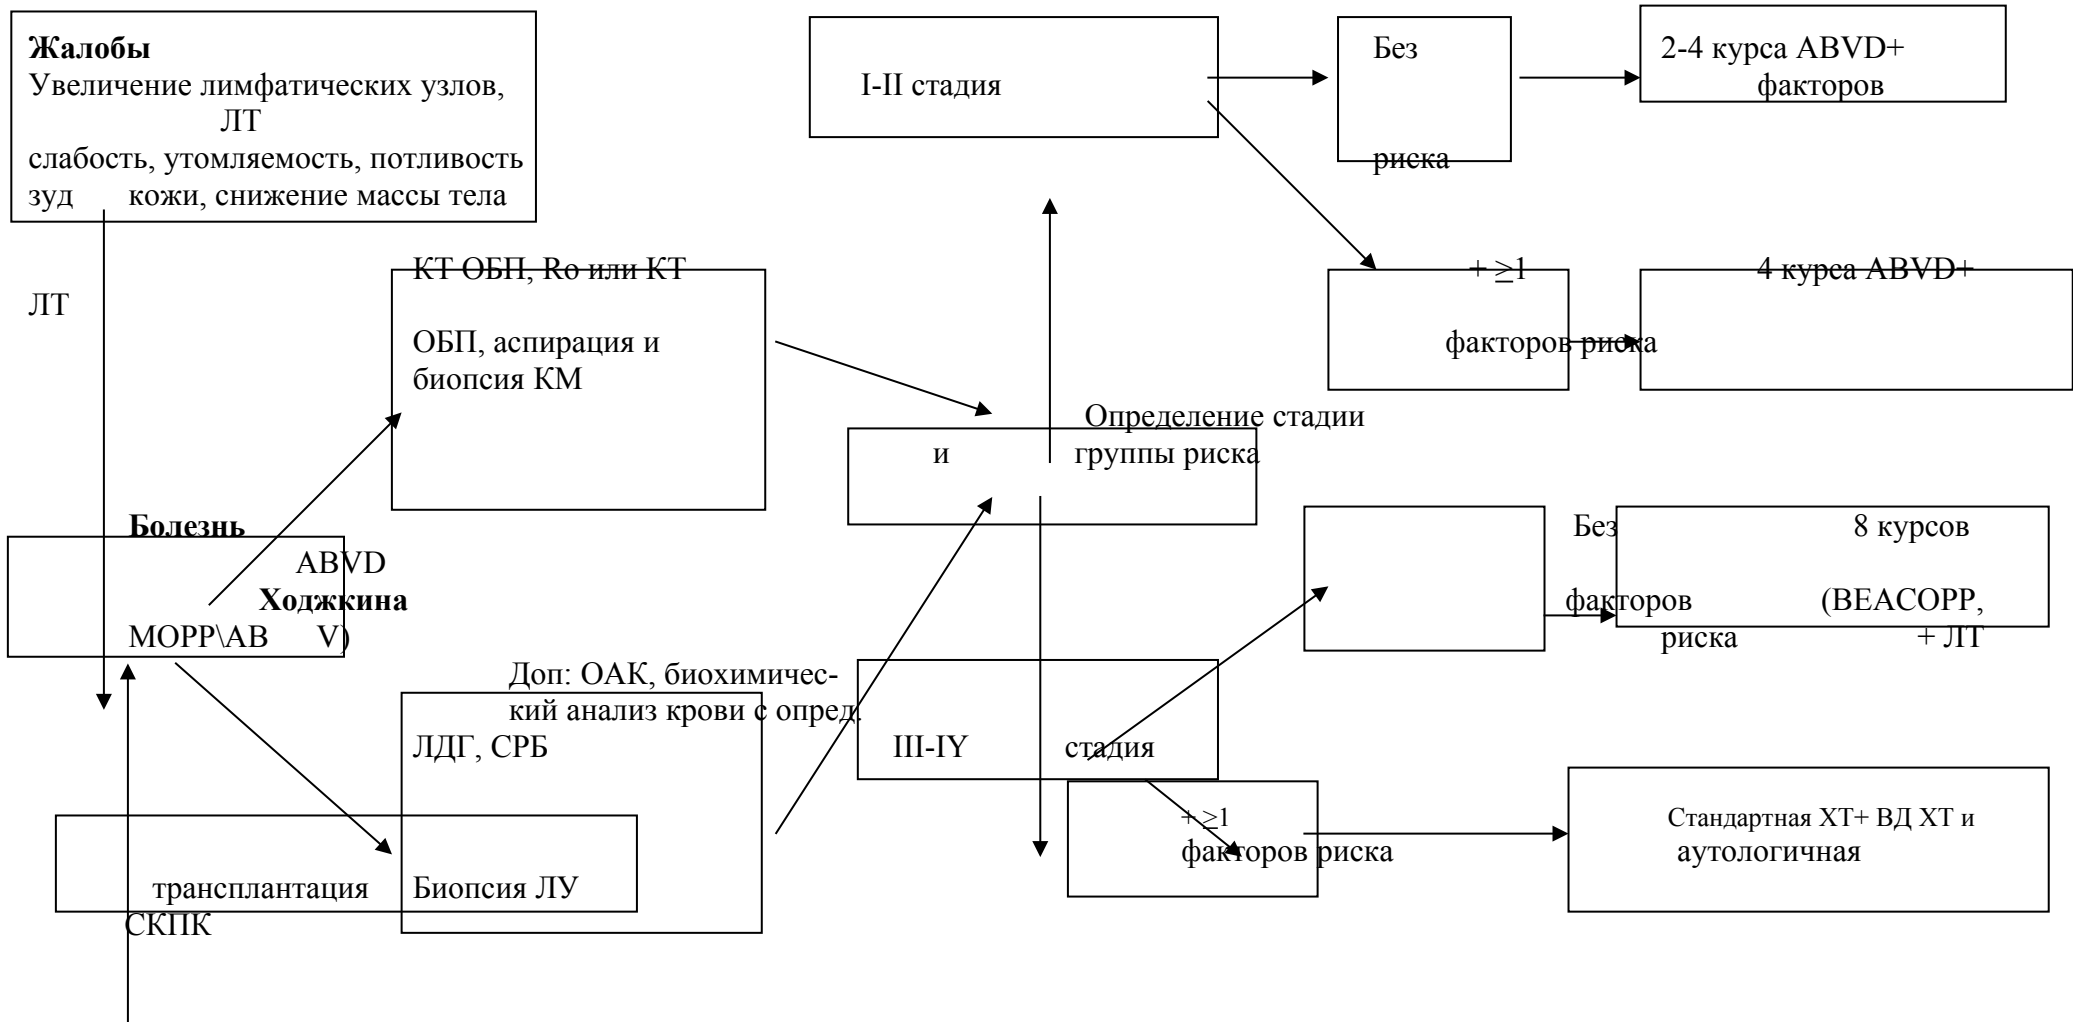 Жалобы
Увеличение лимфатических узлов,
ЛТ
слабость, утомляемость, потливость
зуд кожи, снижение массы тела
ЛТ
I-II стадия
Без
риска
2-4 курса ABVD+
факторов
КТ ОБП, Ro или КТ
ОБП, аспирация и
биопсия КМ
+ ≥1
факторов риска
4 курса ABVD+
Определение стадии
и группы риска
Болезнь
ABVD
Ходжкина
MOPP\AB V)
Без
факторов
риска
8 курсов
(BEACOPP,
+ ЛТ
Доп: ОАК, биохимичес-
кий анализ крови с опред.
ЛДГ, СРБ
III-IY стадия
+ ≥1
факторов риска
Стандартная ХТ+ ВД ХТ и
аутологичная
трансплантация
СКПК
Биопсия ЛУ